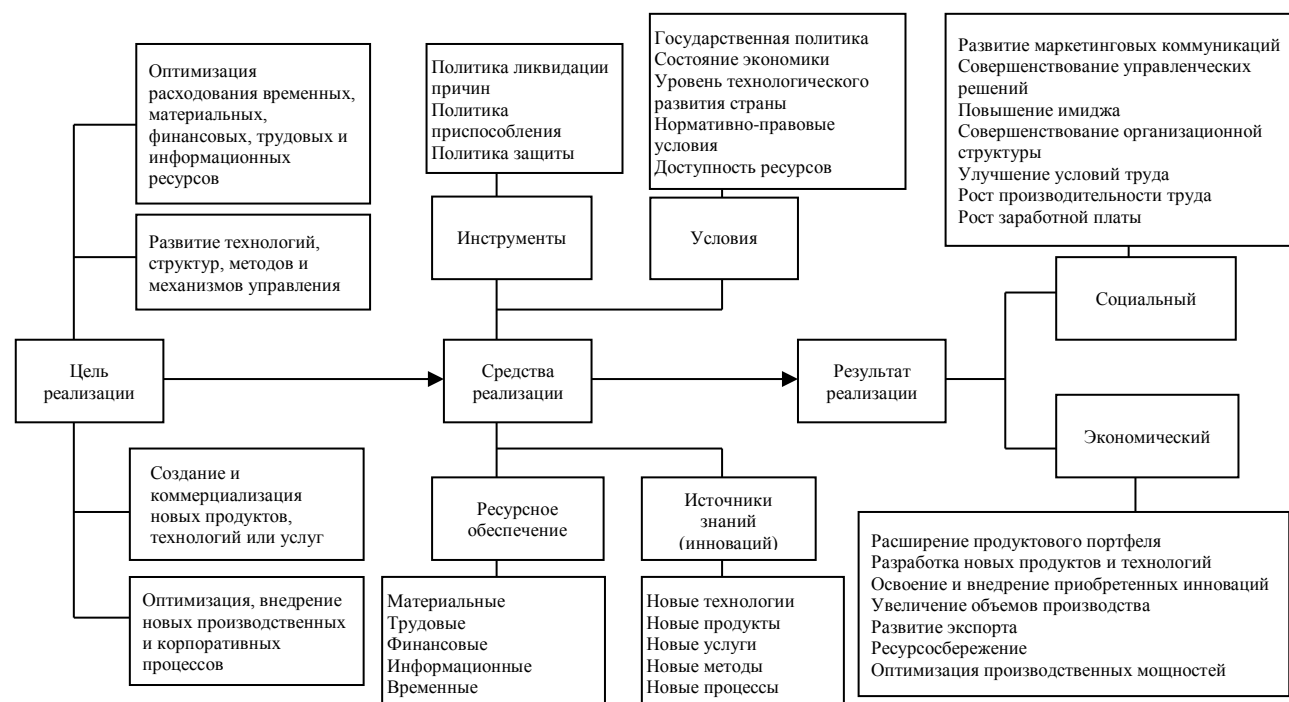 Оптимизация
расходования временных,
материальных,
финансовых, трудовых и
информационных
ресурсов
Развитие технологий,
структур, методов и
механизмов управления
Цель
реализации
Создание и
коммерциализация
новых продуктов,
технологий или услуг
Оптимизация, внедрение
новых производственных
и корпоративных
процессов
Политика ликвидации
причин
Политика
приспособления
Политика защиты
Инструменты
Государственная политика
Состояние экономики
Уровень технологического
развития страны
Нормативно-правовые
условия
Доступность ресурсов
Условия
Средства
реализации
Ресурсное
обеспечение
Материальные
Трудовые
Финансовые
Информационные
Временные
Источники
знаний
(инноваций)
Новые технологии
Новые продукты
Новые услуги
Новые методы
Новые процессы
Результат
реализации
Развитие маркетинговых коммуникаций
Совершенствование управленческих
решений
Повышение имиджа
Совершенствование организационной
структуры
Улучшение условий труда
Рост производительности труда
Рост заработной платы
Социальный
Экономический
Расширение продуктового портфеля
Разработка новых продуктов и технологий
Освоение и внедрение приобретенных инноваций
Увеличение объемов производства
Развитие экспорта
Ресурсосбережение
Оптимизация производственных мощностей